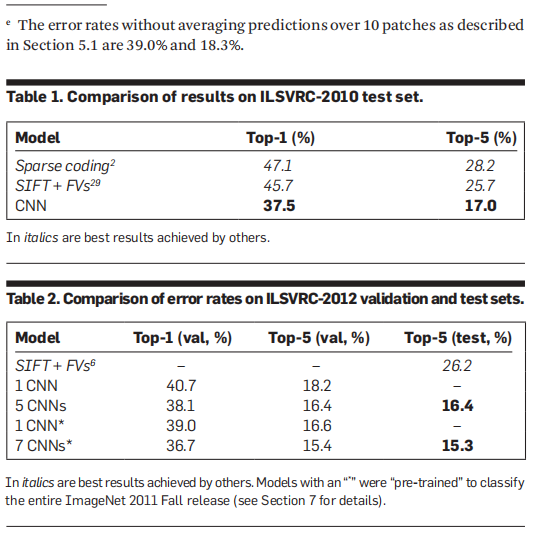 e The error rates without averaging predictions over 10 patches as described
in Section 5.1 are 39.0% and 18.3%.
Table 1. Comparison of results on ILSVRC-2010 test set.
Model Top-1 (%) Top-5 (%)
Sparse coding2 47.1 28.2
SIFT + FVs29 45.7 25.7
CNN 37.5 17.0
In italics are best results achieved by others.
Table 2. Comparison of error rates on ILSVRC-2012 validation and test sets.
Model Top-1 (val, %) Top-5 (val, %) Top-5 (test, %)
SIFT + FVs6 – – 26.2
1 CNN 40.7 18.2 –
5 CNNs 38.1 16.4 16.4
1 CNN* 39.0 16.6 –
7 CNNs* 36.7 15.4 15.3
In italics are best results achieved by others. Models with an “*” were “pre-trained” to classify
the entire ImageNet 2011 Fall release (see Section 7 for details).